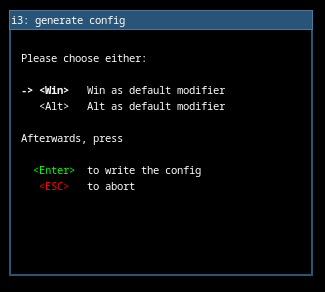 i3: generate config
Please choose either:
-> <Win> Win as default modifier
<Alt> Alt as default modifier
Afterwards, press
<Enter> to write the config
<ESC> to abort